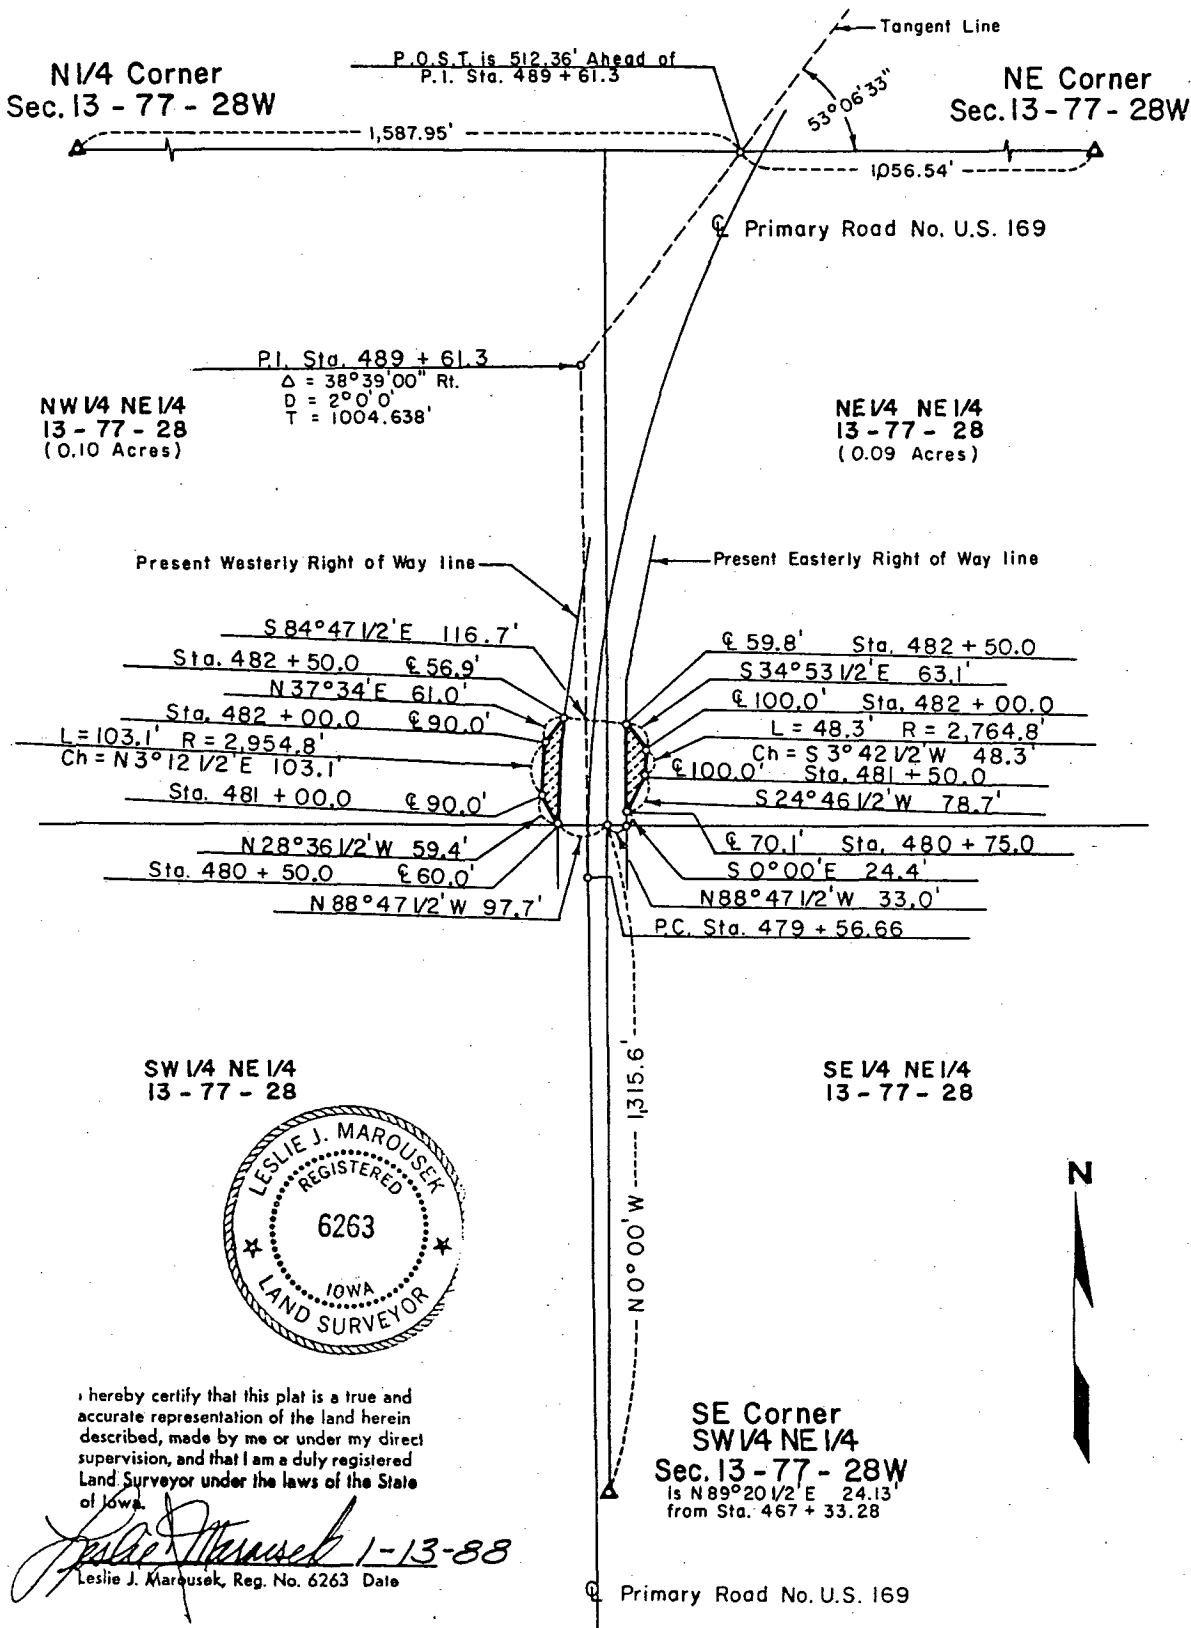 Tangent Line
P.O.S.T. is 512.36' Ahead of
P.I. Sta. 489 + 61.3
N1/4 Corner
Sec. 13 - 77 - 28W
NE Corner
Sec. 13 - 77 - 28W
53°06'33"
1,587.95'
1,056.54'
℄ Primary Road No. U.S. 169
P.I. Sta. 489 + 61.3
Δ = 38°39'00" Rt.
D = 2°0'0"
T = 1004.638'
NW 1/4 NE 1/4
13 - 77 - 28
(0.10 Acres)
NE 1/4 NE 1/4
13 - 77 - 28
(0.09 Acres)
Present Westerly Right of Way line
Present Easterly Right of Way line
S 84°47 1/2' E 116.7'
Sta. 482 + 50.0 ℄ 56.9'
N 37°34' E 61.0'
Sta. 482 + 00.0 ℄ 90.0'
L = 103.1' R = 2,954.8'
Ch = N 3°12 1/2' E 103.1'
Sta. 481 + 00.0 ℄ 90.0'
N 28°36 1/2' W 59.4'
Sta. 480 + 50.0 ℄ 60.0'
N 88°47 1/2' W 97.7'
℄ 59.8' Sta. 482 + 50.0
S 34°53 1/2' E 63.1'
℄ 100.0' Sta. 482 + 00.0
L = 48.3' R = 2,764.8'
Ch = S 3°42 1/2' W 48.3'
℄ 100.0' Sta. 481 + 50.0
S 24°46 1/2' W 78.7'
℄ 70.1' Sta. 480 + 75.0
S 0°00' E 24.4'
N 88°47 1/2' W 33.0'
P.C. Sta. 479 + 56.66
N 0°00' W 1,315.6'
SW 1/4 NE 1/4
13 - 77 - 28
SE 1/4 NE 1/4
13 - 77 - 28
LESLIE J. MAROUSEK
REGISTERED
6263
IOWA
LAND SURVEYOR
N
I hereby certify that this plat is a true and
accurate representation of the land herein
described, made by me or under my direct
supervision, and that I am a duly registered
Land Surveyor under the laws of the State
of Iowa.
Leslie J Marousek 1-13-88
Leslie J. Marousek, Reg. No. 6263 Date
SE Corner
SW 1/4 NE 1/4
Sec. 13 - 77 - 28W
Is N 89°20 1/2' E 24.13'
from Sta. 467 + 33.28
℄ Primary Road No. U.S. 169